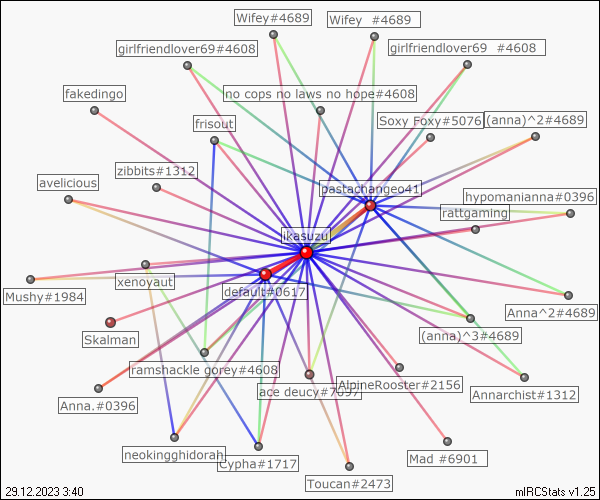 Wifey#4689
Wifey #4689
girlfriendlover69#4608
girlfriendlover69 #4608
fakedingo
no cops no laws no hope#4608
frisout
Soxy Foxy#5076
(anna)^2#4689
zibbits#1312
avelicious
pastachangeo41
hypomanianna#0396
rattgaming
ikasuzu
xenoyaut
default#0617
Mushy#1984
Anna^2#4689
Skalman
(anna)^3#4689
ramshackle gorey#4608
ace deucy#7097
AlpineRooster#2156
Annarchist#1312
Anna.#0396
neokingghidorah
Cypha#1717
Mad #6901
Toucan#2473
29.12.2023 3:40
mIRCStats v1.25